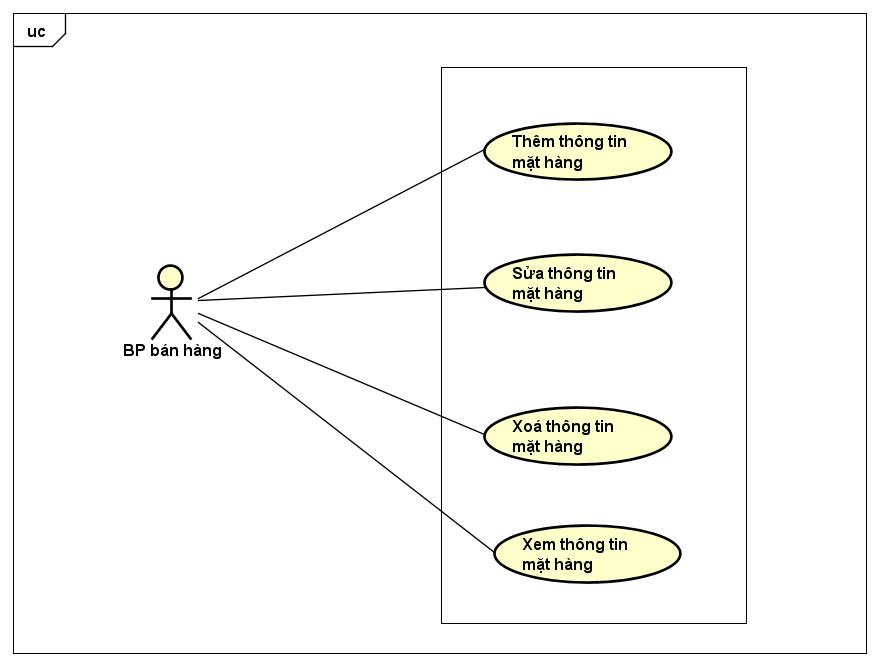 uc
Thêm thông tin
mặt hàng
Sửa thông tin
mặt hàng
BP bán hàng
Xoá thông tin
mặt hàng
Xem thông tin
mặt hàng